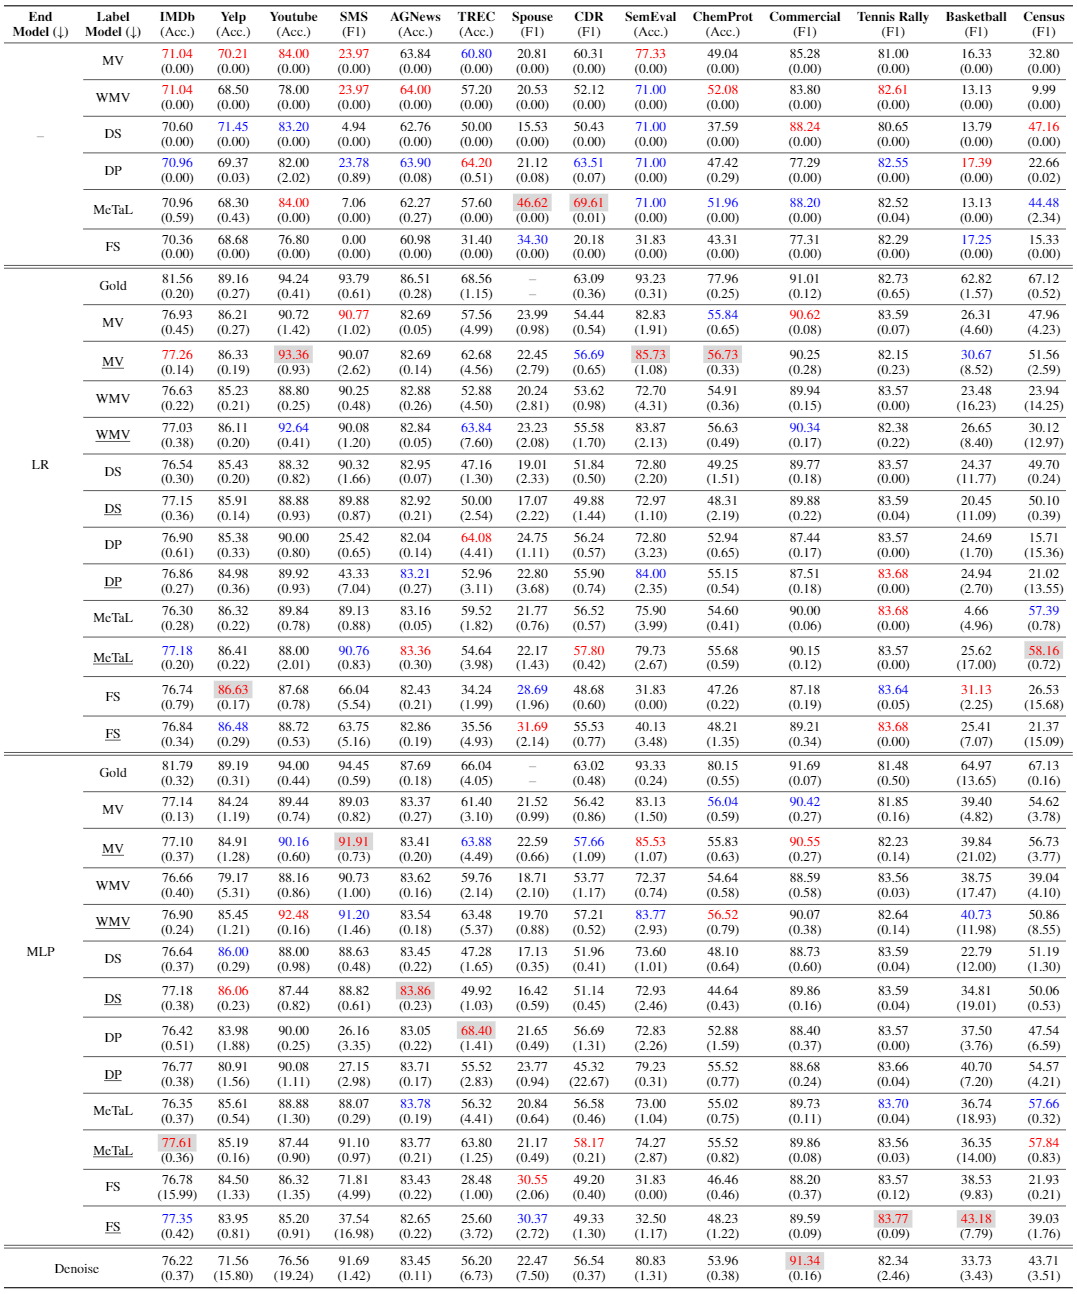 End Label IMDb Yelp Youtube SMS AGNews TREC Spouse CDR SemEval ChemProt Commercial Tennis Rally Basketball Census
Model (↓) Model (↓) (Acc.) (Acc.) (Acc.) (F1) (Acc.) (Acc.) (F1) (F1) (Acc.) (Acc.) (F1) (F1) (F1) (F1)
– MV 71.04 70.21 84.00 23.97 63.84 60.80 20.81 60.31 77.33 49.04 85.28 81.00 16.33 32.80
(0.00) (0.00) (0.00) (0.00) (0.00) (0.00) (0.00) (0.00) (0.00) (0.00) (0.00) (0.00) (0.00) (0.00)
WMV 71.04 68.50 78.00 23.97 64.00 57.20 20.53 52.12 71.00 52.08 83.80 82.61 13.13 9.99
(0.00) (0.00) (0.00) (0.00) (0.00) (0.00) (0.00) (0.00) (0.00) (0.00) (0.00) (0.00) (0.00) (0.00)
DS 70.60 71.45 83.20 4.94 62.76 50.00 15.53 50.43 71.00 37.59 88.24 80.65 13.79 47.16
(0.00) (0.00) (0.00) (0.00) (0.00) (0.00) (0.00) (0.00) (0.00) (0.00) (0.00) (0.00) (0.00) (0.00)
DP 70.96 69.37 82.00 23.78 63.90 64.20 21.12 63.51 71.00 47.42 77.29 82.55 17.39 22.66
(0.00) (0.03) (2.02) (0.89) (0.08) (0.51) (0.08) (0.07) (0.00) (0.29) (0.00) (0.00) (0.00) (0.02)
MeTaL 70.96 68.30 84.00 7.06 62.27 57.60 46.62 69.61 71.00 51.96 88.20 82.52 13.13 44.48
(0.59) (0.43) (0.00) (0.00) (0.27) (0.00) (0.00) (0.01) (0.00) (0.00) (0.00) (0.04) (0.00) (2.34)
FS 70.36 68.68 76.80 0.00 60.98 31.40 34.30 20.18 31.83 43.31 77.31 82.29 17.25 15.33
(0.00) (0.00) (0.00) (0.00) (0.00) (0.00) (0.00) (0.00) (0.00) (0.00) (0.00) (0.00) (0.00) (0.00)
LR Gold 81.56 89.16 94.24 93.79 86.51 68.56 – 63.09 93.23 77.96 91.01 82.73 62.82 67.12
(0.20) (0.27) (0.41) (0.61) (0.28) (1.15) – (0.36) (0.31) (0.25) (0.12) (0.65) (1.57) (0.52)
MV 76.93 86.21 90.72 90.77 82.69 57.56 23.99 54.44 82.83 55.84 90.62 83.59 26.31 47.96
(0.45) (0.27) (1.42) (1.02) (0.05) (4.99) (0.98) (0.54) (1.91) (0.65) (0.08) (0.07) (4.60) (4.23)
MV 77.26 86.33 93.36 90.07 82.69 62.68 22.45 56.69 85.73 56.73 90.25 82.15 30.67 51.56
(0.14) (0.19) (0.93) (2.62) (0.14) (4.56) (2.79) (0.65) (1.08) (0.33) (0.28) (0.23) (8.52) (2.59)
WMV 76.63 85.23 88.80 90.25 82.88 52.88 20.24 53.62 72.70 54.91 89.94 83.57 23.48 23.94
(0.22) (0.21) (0.25) (0.48) (0.26) (4.50) (2.81) (0.98) (4.31) (0.36) (0.15) (0.00) (16.23) (14.25)
WMV 77.03 86.11 92.64 90.08 82.84 63.84 23.23 55.58 83.87 56.63 90.34 82.38 26.65 30.12
(0.38) (0.20) (0.41) (1.20) (0.05) (7.60) (2.08) (1.70) (2.13) (0.49) (0.17) (0.22) (8.40) (12.97)
DS 76.54 85.43 88.32 90.32 82.95 47.16 19.01 51.84 72.80 49.25 89.77 83.57 24.37 49.70
(0.30) (0.20) (0.82) (1.66) (0.07) (1.30) (2.33) (0.50) (2.20) (1.51) (0.18) (0.00) (11.77) (0.24)
DS 77.15 85.91 88.88 89.88 82.92 50.00 17.07 49.88 72.97 48.31 89.88 83.59 20.45 50.10
(0.36) (0.14) (0.93) (0.87) (0.21) (2.54) (2.22) (1.44) (1.10) (2.19) (0.22) (0.04) (11.09) (0.39)
DP 76.90 85.38 90.00 25.42 82.04 64.08 24.75 56.24 72.80 52.94 87.44 83.57 24.69 15.71
(0.61) (0.33) (0.80) (0.65) (0.14) (4.41) (1.11) (0.57) (3.23) (0.65) (0.17) (0.00) (1.70) (15.36)
DP 76.86 84.98 89.92 43.33 83.21 52.96 22.80 55.90 84.00 55.15 87.51 83.68 24.94 21.02
(0.27) (0.36) (0.93) (7.04) (0.27) (3.11) (3.68) (0.74) (2.35) (0.54) (0.18) (0.00) (2.70) (13.55)
MeTaL 76.30 86.32 89.84 89.13 83.16 59.52 21.77 56.52 75.90 54.60 90.00 83.68 4.66 57.39
(0.28) (0.22) (0.78) (0.88) (0.05) (1.82) (0.76) (0.57) (3.99) (0.41) (0.06) (0.00) (4.96) (0.78)
MeTaL 77.18 86.41 88.00 90.76 83.36 54.64 22.17 57.80 79.73 55.68 90.15 83.57 25.62 58.16
(0.20) (0.22) (2.01) (0.83) (0.30) (3.98) (1.43) (0.42) (2.67) (0.59) (0.12) (0.00) (17.00) (0.72)
FS 76.74 86.63 87.68 66.04 82.43 34.24 28.69 48.68 31.83 47.26 87.18 83.64 31.13 26.53
(0.79) (0.17) (0.78) (5.54) (0.21) (1.99) (1.96) (0.60) (0.00) (0.22) (0.19) (0.05) (2.25) (15.68)
FS 76.84 86.48 88.72 63.75 82.86 35.56 31.69 55.53 40.13 48.21 89.21 83.68 25.41 21.37
(0.34) (0.29) (0.53) (5.16) (0.19) (4.93) (2.14) (0.77) (3.48) (1.35) (0.34) (0.00) (7.07) (15.09)
MLP Gold 81.79 89.19 94.00 94.45 87.69 66.04 – 63.02 93.33 80.15 91.69 81.48 64.97 67.13
(0.32) (0.31) (0.44) (0.59) (0.18) (4.05) – (0.48) (0.24) (0.55) (0.07) (0.50) (13.65) (0.16)
MV 77.14 84.24 89.44 89.03 83.37 61.40 21.52 56.42 83.13 56.04 90.42 81.85 39.40 54.62
(0.13) (1.19) (0.74) (0.82) (0.27) (3.10) (0.99) (0.86) (1.50) (0.59) (0.27) (0.16) (4.82) (3.78)
MV 77.10 84.91 90.16 91.91 83.41 63.88 22.59 57.66 85.53 55.83 90.55 82.23 39.84 56.73
(0.37) (1.28) (0.60) (0.73) (0.20) (4.49) (0.66) (1.09) (1.07) (0.63) (0.27) (0.14) (21.02) (3.77)
WMV 76.66 79.17 88.16 90.73 83.62 59.76 18.71 53.77 72.37 54.64 88.59 83.56 38.75 39.04
(0.40) (5.31) (0.86) (1.00) (0.16) (2.14) (2.10) (1.17) (0.74) (0.58) (0.58) (0.03) (17.47) (4.10)
WMV 76.90 85.45 92.48 91.20 83.54 63.48 19.70 57.21 83.77 56.52 90.07 82.64 40.73 50.86
(0.24) (1.21) (0.16) (1.46) (0.18) (5.37) (0.88) (0.52) (2.93) (0.79) (0.38) (0.14) (11.98) (8.55)
DS 76.64 86.00 88.00 88.63 83.45 47.28 17.13 51.96 73.60 48.10 88.73 83.59 22.79 51.19
(0.37) (0.29) (0.98) (0.48) (0.22) (1.65) (0.35) (0.41) (1.01) (0.64) (0.60) (0.04) (12.00) (1.30)
DS 77.18 86.06 87.44 88.82 83.86 49.92 16.42 51.14 72.93 44.64 89.86 83.59 34.81 50.06
(0.38) (0.23) (0.82) (0.61) (0.23) (1.03) (0.59) (0.45) (2.46) (0.43) (0.16) (0.04) (19.01) (0.53)
DP 76.42 83.98 90.00 26.16 83.05 68.40 21.65 56.69 72.83 52.88 88.40 83.57 37.50 47.54
(0.51) (1.88) (0.25) (3.35) (0.22) (1.41) (0.49) (1.31) (2.26) (1.59) (0.37) (0.00) (3.76) (6.59)
DP 76.77 80.91 90.08 27.15 83.71 55.52 23.77 45.32 79.23 55.52 88.68 83.66 40.70 54.57
(0.38) (1.56) (1.11) (2.98) (0.17) (2.83) (0.94) (22.67) (0.31) (0.77) (0.24) (0.04) (7.20) (4.21)
MeTaL 76.35 85.61 88.88 88.07 83.78 56.32 20.84 56.58 73.00 55.02 89.73 83.70 36.74 57.66
(0.37) (0.54) (1.30) (0.29) (0.19) (4.41) (0.64) (0.46) (1.04) (0.75) (0.11) (0.04) (18.93) (0.32)
MeTaL 77.61 85.19 87.44 91.10 83.77 63.80 21.17 58.17 74.27 55.52 89.86 83.56 36.35 57.84
(0.36) (0.16) (0.90) (0.97) (0.21) (1.25) (0.49) (0.21) (2.87) (0.82) (0.08) (0.03) (14.00) (0.83)
FS 76.78 84.50 86.32 71.81 83.43 28.48 30.55 49.20 31.83 46.46 88.20 83.57 38.53 21.93
(15.99) (1.33) (1.35) (4.99) (0.22) (1.00) (2.06) (0.40) (0.00) (0.46) (0.37) (0.12) (9.83) (0.21)
FS 77.35 83.95 85.20 37.54 82.65 25.60 30.37 49.33 32.50 48.23 89.59 83.77 43.18 39.03
(0.42) (0.81) (0.91) (16.98) (0.22) (3.72) (2.72) (1.30) (1.17) (1.22) (0.09) (0.09) (7.79) (1.76)
Denoise 76.22 71.56 76.56 91.69 83.45 56.20 22.47 56.54 80.83 53.96 91.34 82.34 33.73 43.71
(0.37) (15.80) (19.24) (1.42) (0.11) (6.73) (7.50) (0.37) (1.31) (0.38) (0.16) (2.46) (3.43) (3.51)